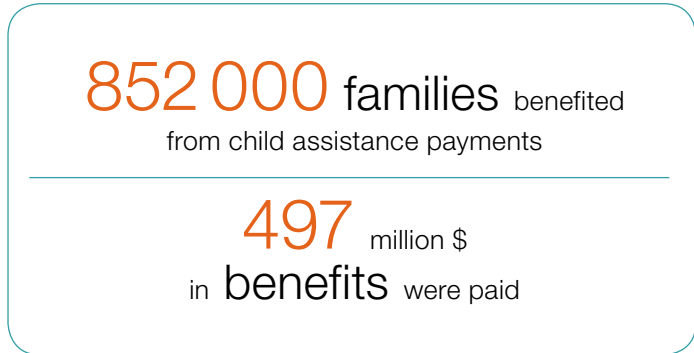 852 000 families benefited
from child assistance payments
497 million $
in benefits were paid